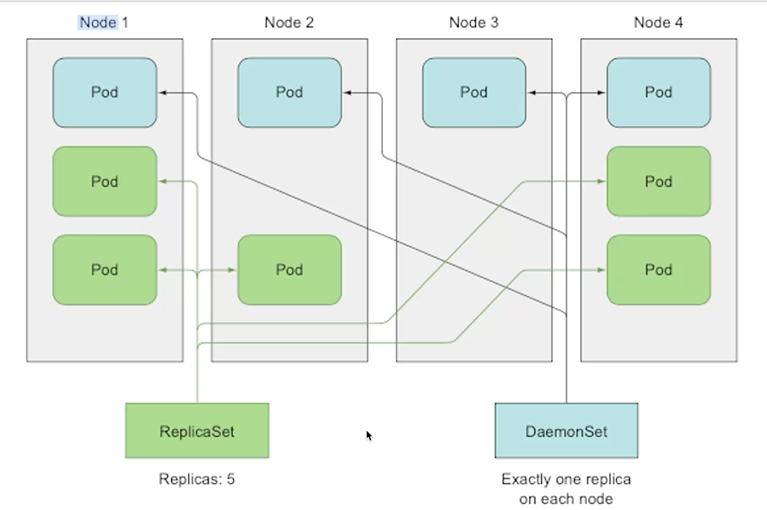 Node 1
Node 2
Node 3
Node 4
Pod
Pod
Pod
Pod
Pod
Pod
Pod
Pod
Pod
ReplicaSet
DaemonSet
Replicas: 5
Exactly one replica
on each node